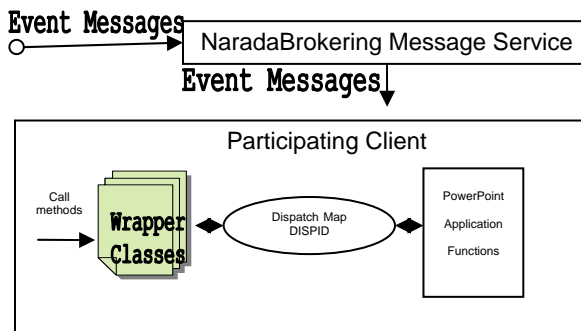 Event Messages
NaradaBrokering Message Service
Event Messages
Participating Client
Call
methods
Wrapper
Classes
Dispatch Map
DISPID
PowerPoint
Application
Functions